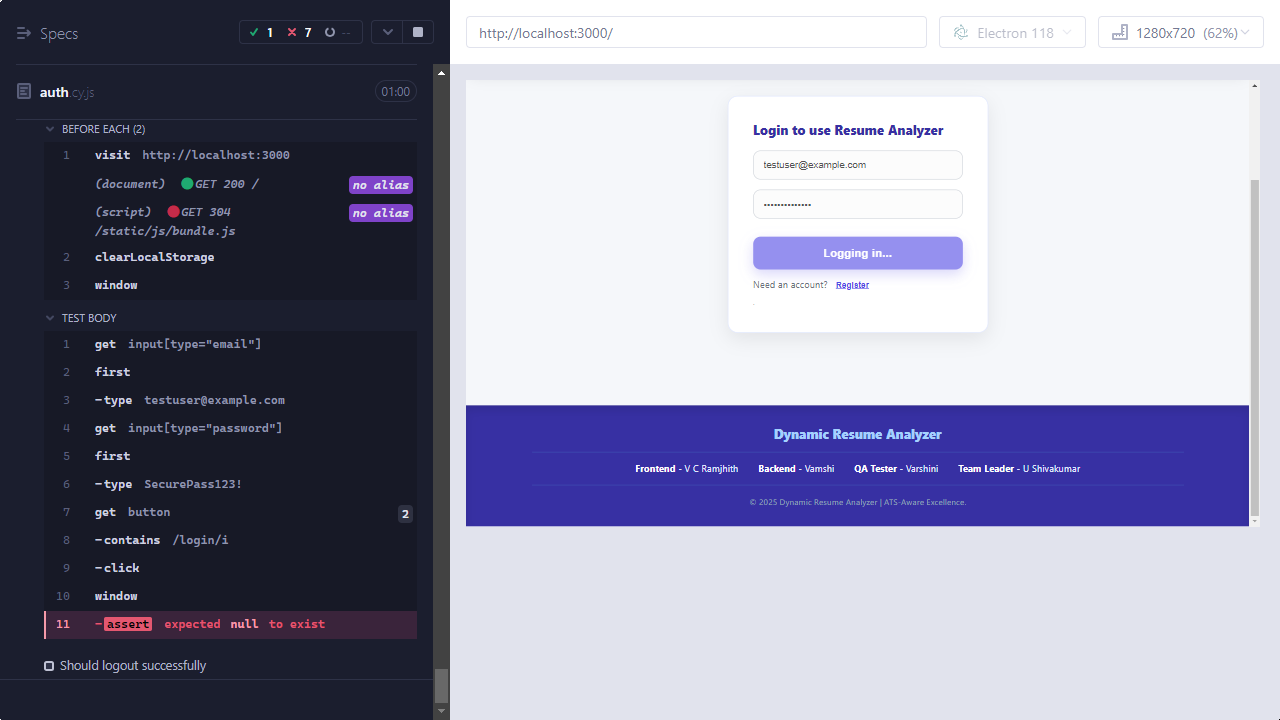 Specs
1
7
--
auth.cy.js
01:00
BEFORE EACH (2)
1 visit http://localhost:3000
(document) GET 200 / no alias
(script) GET 304 no alias
/static/js/bundle.js
2 clearLocalStorage
3 window
TEST BODY
1 get input[type="email"]
2 first
3 -type testuser@example.com
4 get input[type="password"]
5 first
6 -type SecurePass123!
7 get button 2
8 -contains /login/i
9 -click
10 window
11 -assert expected null to exist
Should logout successfully
http://localhost:3000/
Electron 118
1280x720 (62%)
Login to use Resume Analyzer
testuser@example.com
••••••••••••••
Logging in...
Need an account? Register
Dynamic Resume Analyzer
Frontend - V C Ramjhith Backend - Vamshi QA Tester - Varshini Team Leader - U Shivakumar
© 2025 Dynamic Resume Analyzer | ATS-Aware Excellence.